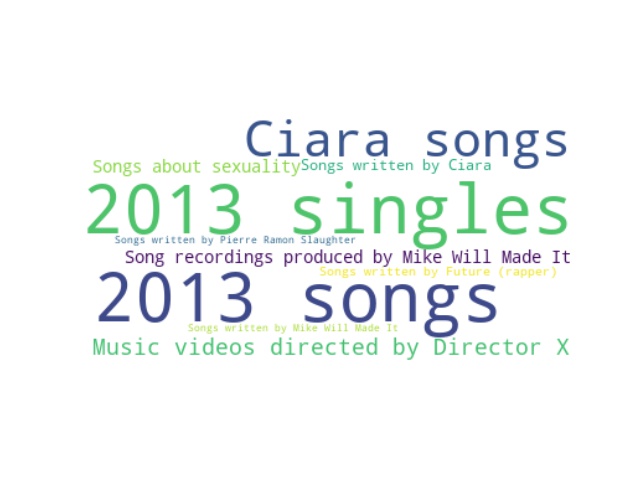 Ciara songs
Songs about sexuality
Songs written by Ciara
2013 singles
Songs written by Pierre Ramon Slaughter
Song recordings produced by Mike Will Made It
Songs written by Future (rapper)
2013 songs
Songs written by Mike Will Made It
Music videos directed by Director X